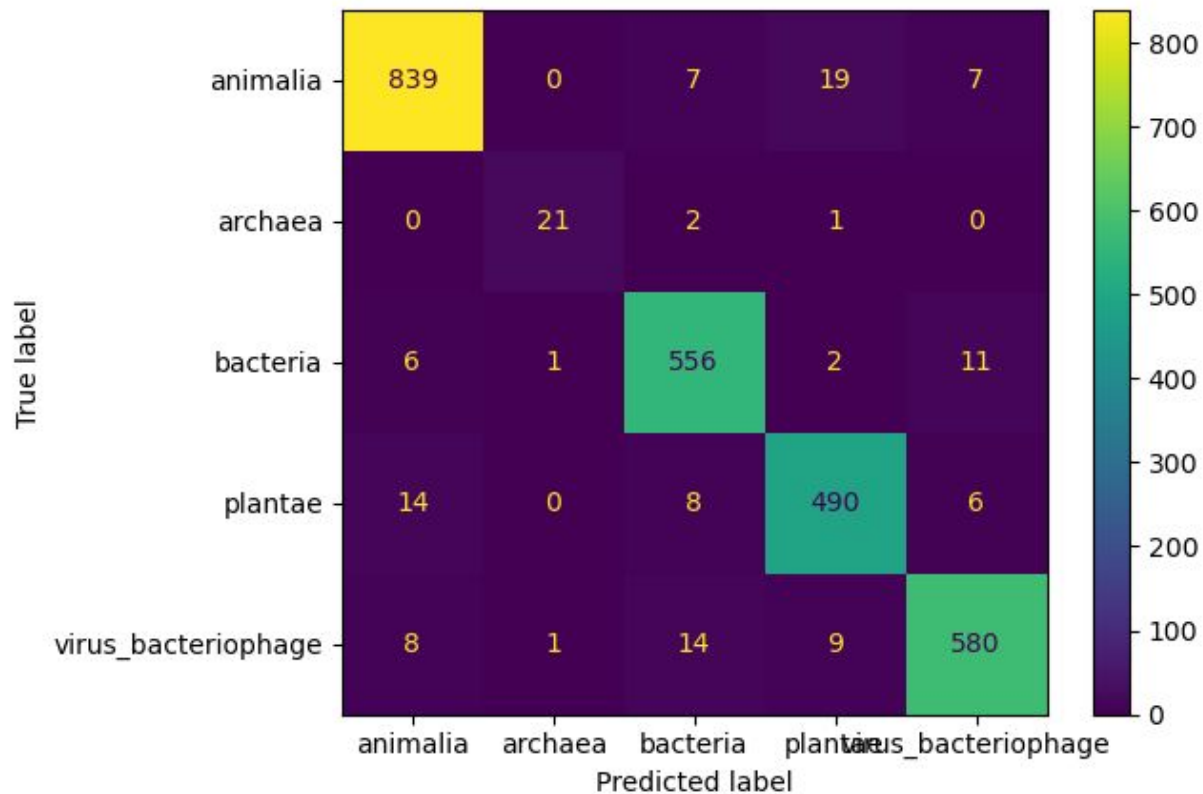 animalia 839 0 7 19 7
archaea 0 21 2 1 0
bacteria 6 1 556 2 11
plantae 14 0 8 490 6
virus_bacteriophage 8 1 14 9 580
animalia archaea bacteria plantae virus_bacteriophage
Predicted label
True label
800
700
600
500
400
300
200
100
0